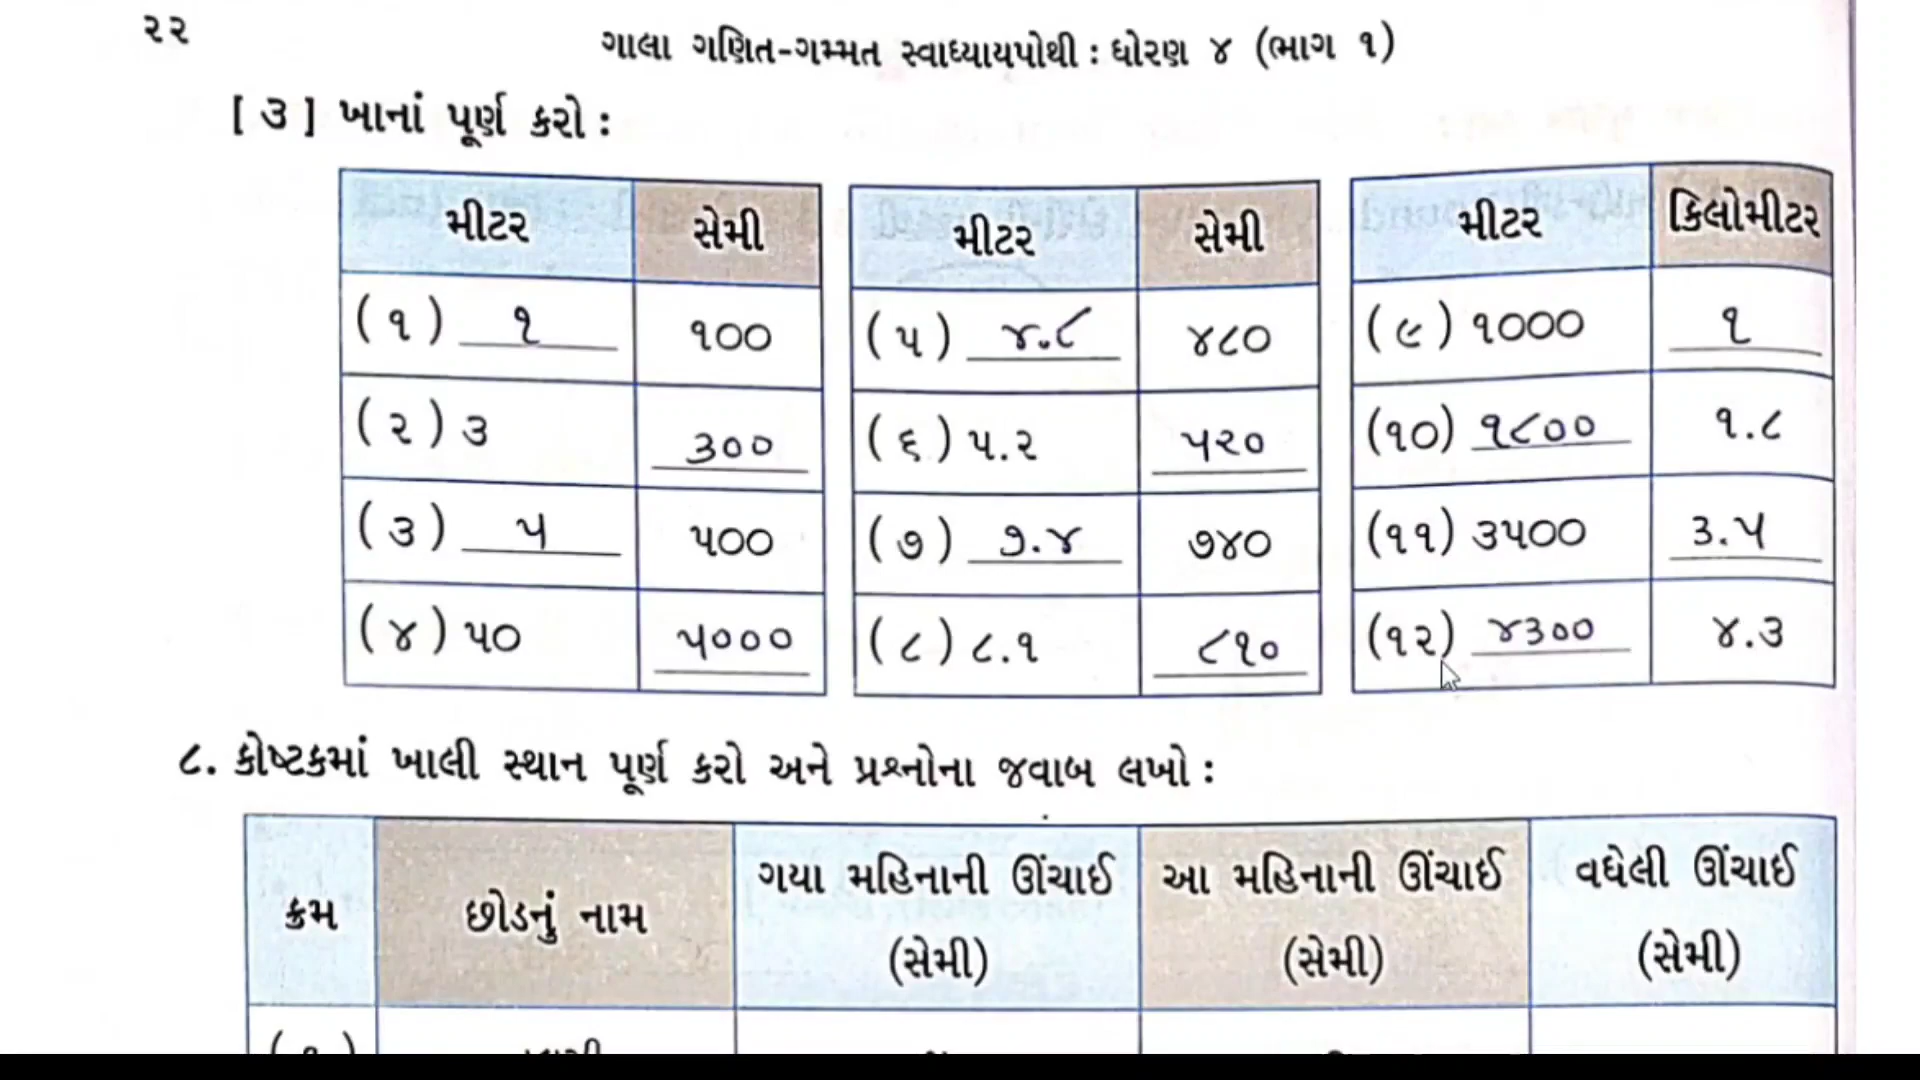 ૨૨
ગાલા ગણિત-ગમ્મત સ્વાધ્યાયપોથી : ધોરણ ૪ (ભાગ ૧)
[ ૩ ] ખાનાં પૂર્ણ કરો :
મીટર સેમી મીટર સેમી મીટર કિલોમીટર
(૧) ૧ ૧૦૦ (૫) ૪.૮ ૪૮૦ (૯) ૧૦૦૦ ૧
(૨) ૩ ૩૦૦ (૬) ૫.૨ ૫૨૦ (૧૦) ૧૮૦૦ ૧.૮
(૩) ૫ ૫૦૦ (૭) ૭.૪ ૭૪૦ (૧૧) ૩૫૦૦ ૩.૫
(૪) ૫૦ ૫૦૦૦ (૮) ૮.૧ ૮૧૦ (૧૨) ૪૩૦૦ ૪.૩
૮. કોષ્ટકમાં ખાલી સ્થાન પૂર્ણ કરો અને પ્રશ્નોના જવાબ લખો :
ક્રમ છોડનું નામ ગયા મહિનાની ઊંચાઈ (સેમી) આ મહિનાની ઊંચાઈ (સેમી) વધેલી ઊંચાઈ (સેમી)